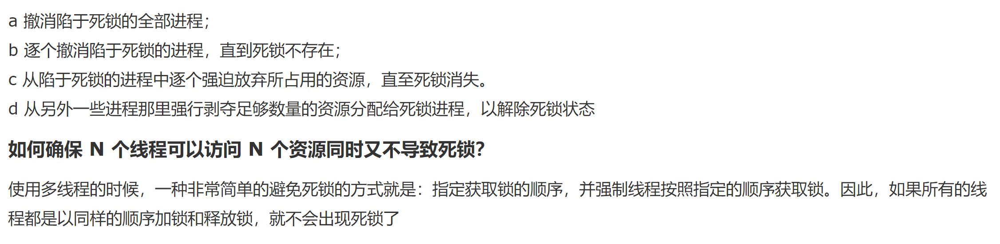 a 撤消陷于死锁的全部进程；
b 逐个撤消陷于死锁的进程，直到死锁不存在；
c 从陷于死锁的进程中逐个强迫放弃所占用的资源，直至死锁消失。
d 从另外一些进程那里强行剥夺足够数量的资源分配给死锁进程，以解除死锁状态
如何确保 N 个线程可以访问 N 个资源同时又不导致死锁？
使用多线程的时候，一种非常简单的避免死锁的方式就是：指定获取锁的顺序，并强制线程按照指定的顺序获取锁。因此，如果所有的线
程都是以同样的顺序加锁和释放锁，就不会出现死锁了